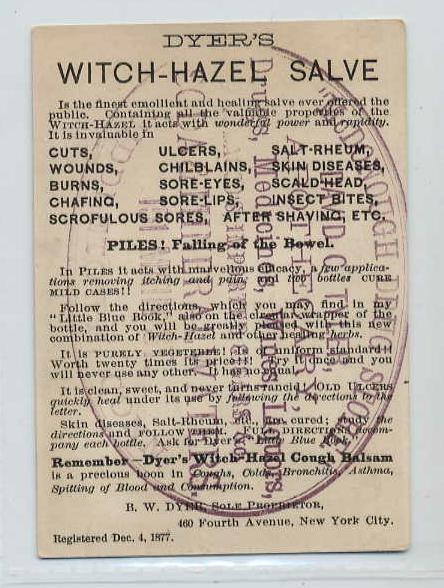 DYER'S
WITCH-HAZEL SALVE
Is the finest emollient and healing salve ever offered the
public. Containing all the valuable properties of the
WITCH-HAZEL it acts with wonderful power and rapidity.
It is invaluable in
CUTS, ULCERS, SALT-RHEUM,
WOUNDS, CHILBLAINS, SKIN DISEASES,
BURNS, SORE-EYES, SCALD-HEAD,
CHAFING, SORE-LIPS, INSECT BITES,
SCROFULOUS SORES, AFTER SHAVING, ETC.
PILES! Falling of the Bowel.
In PILES it acts with marvellous efficacy, a few applica-
tions removing itching and pain, and two bottles CURE
MILD CASES!!
Follow the directions, which you may find in my
"Little Blue Book," also on the circular wrapper of the
bottle, and you will be greatly pleased with this new
combination of Witch-Hazel and other healing herbs.
It is PURELY VEGETEBLE! Is of uniform standard!!
Worth twenty times its price!!! Try it once and you
will never use any other. It has no equal.
It is clean, sweet, and never turns rancid! OLD ULCERS
quickly heal under its use by following the directions to the
letter.
Skin diseases, Salt-Rheum, etc., are cured; study the
directions and FOLLOW THEM. FULL DIRECTIONS accom-
pany each bottle. Ask for Dyer's Little Blue Book.
Remember—Dyer's Witch-Hazel Cough Balsam
is a precious boon in Coughs, Colds, Bronchitis, Asthma,
Spitting of Blood and Consumption.
B. W. DYER, SOLE PROPRIETOR,
460 Fourth Avenue, New York City.
Registered Dec. 4, 1877.
Dyer's, Medicine,